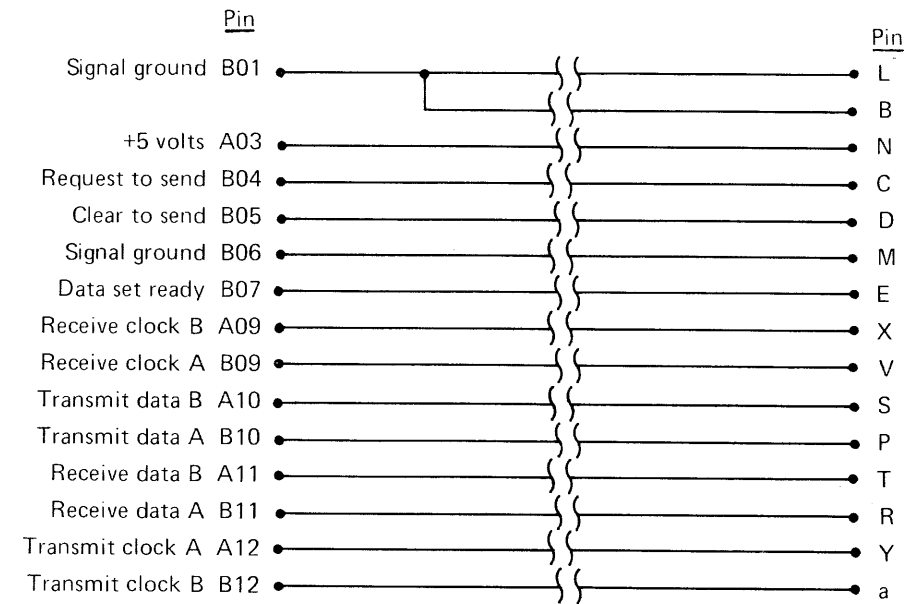 Pin
Pin
Signal ground B01 L
B
+5 volts A03 N
Request to send B04 C
Clear to send B05 D
Signal ground B06 M
Data set ready B07 E
Receive clock B A09 X
Receive clock A B09 V
Transmit data B A10 S
Transmit data A B10 P
Receive data B A11 T
Receive data A B11 R
Transmit clock A A12 Y
Transmit clock B B12 a